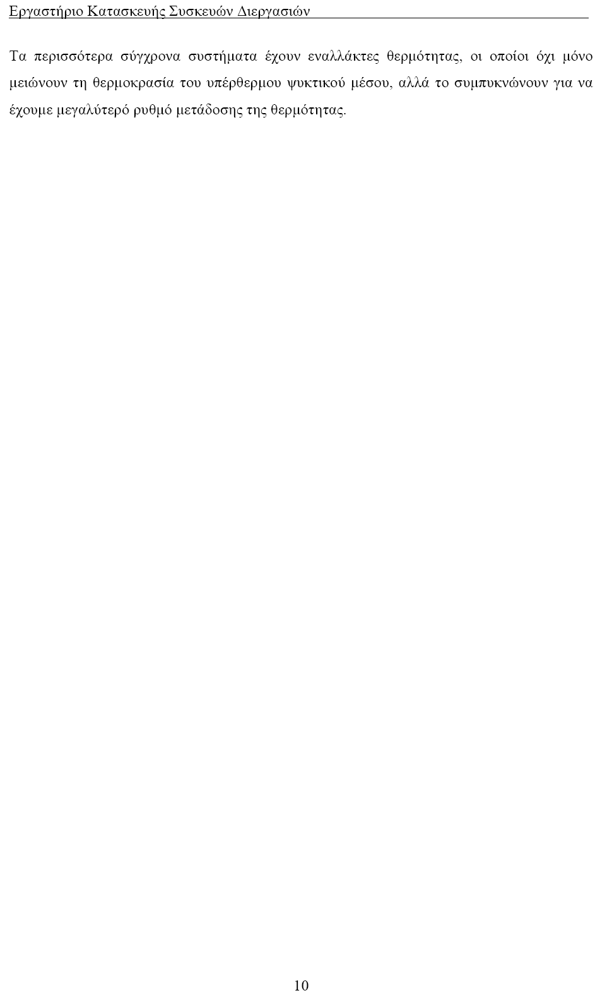 Εργαστήριο Κατασκευής Συσκευών Διεργασιών
Τα περισσότερα σύγχρονα συστήματα έχουν εναλλάκτες θερμότητας, οι οποίοι όχι μόνο
μειώνουν τη θερμοκρασία του υπέρθερμου ψυκτικού μέσου, αλλά το συμπυκνώνουν για να
έχουμε μεγαλύτερό ρυθμό μετάδοσης της θερμότητας.
10